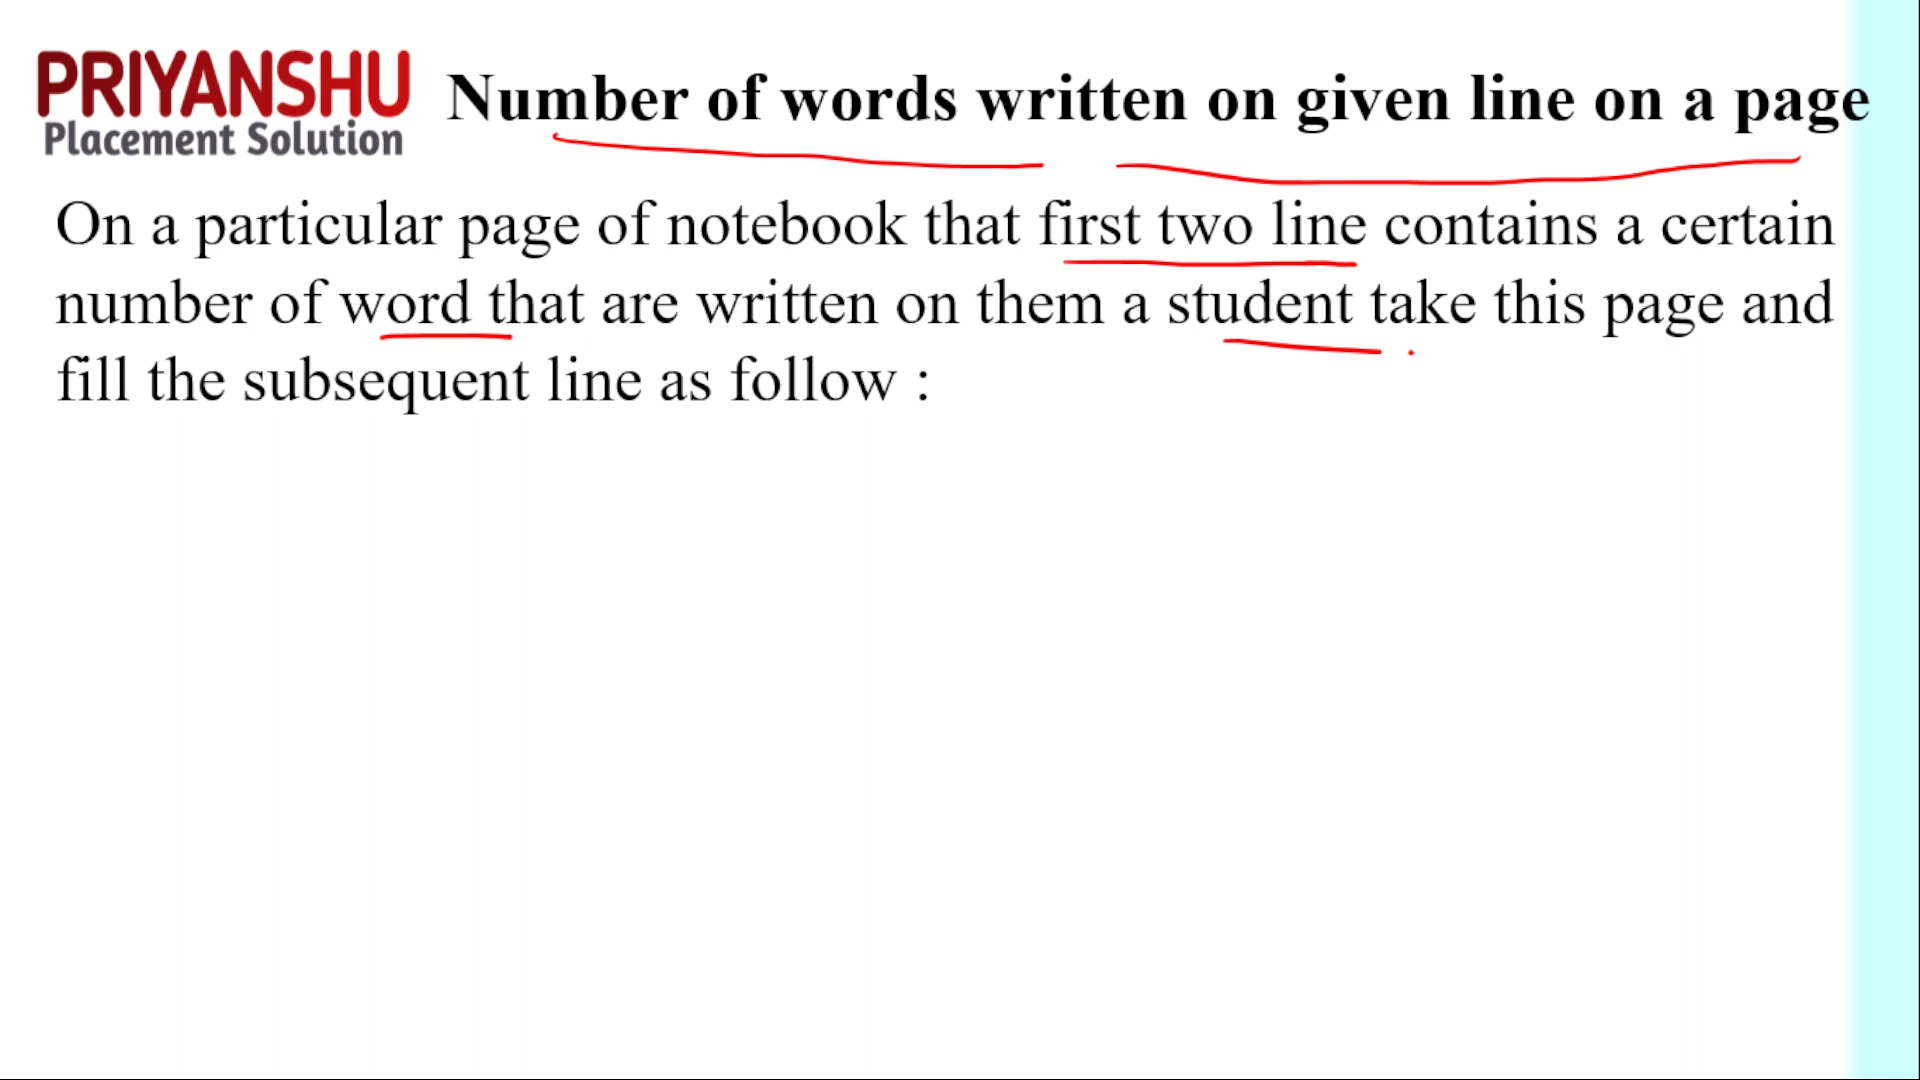 PRIYANSHU
Placement Solution
Number of words written on given line on a page
On a particular page of notebook that first two line contains a certain
number of word that are written on them a student take this page and
fill the subsequent line as follow :